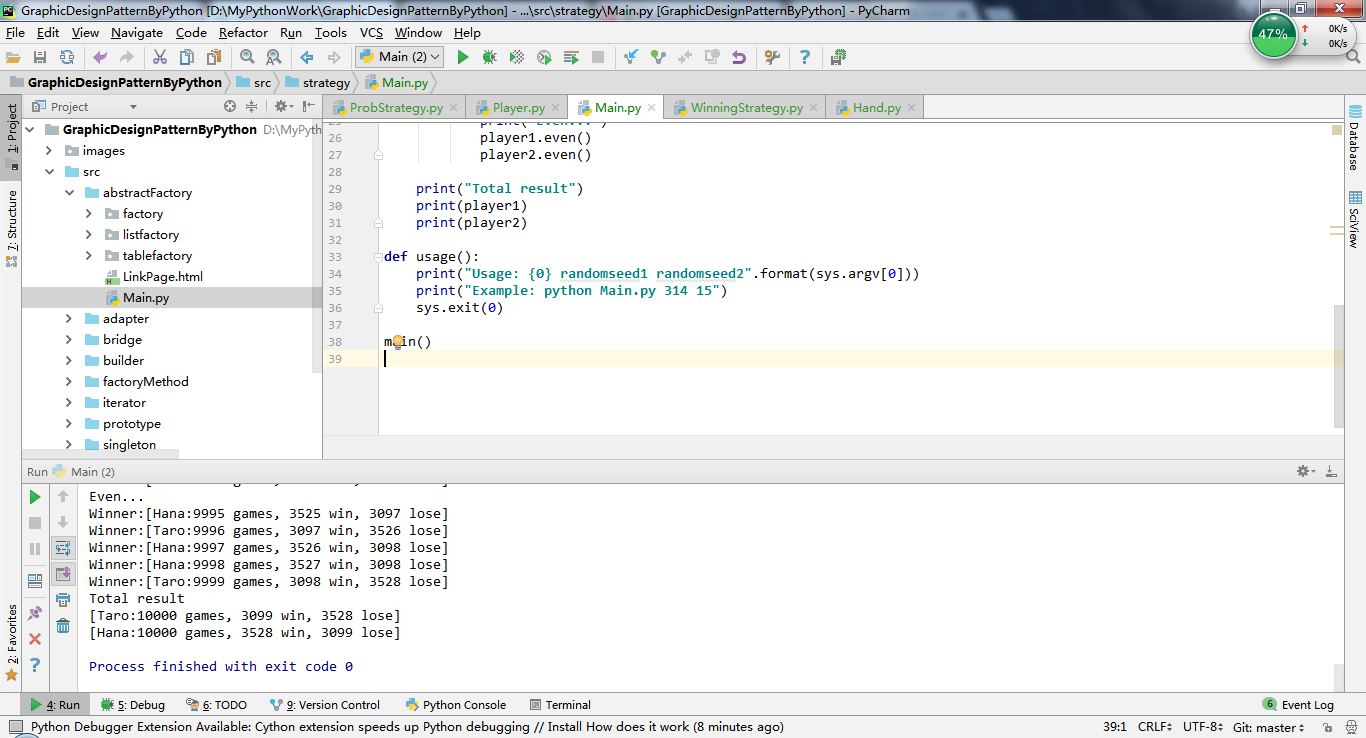 GraphicDesignPatternByPython [D:\MyPythonWork\GraphicDesignPatternByPython] - ...\src\strategy\Main.py [GraphicDesignPatternByPython] - PyCharm
File Edit View Navigate Code Refactor Run Tools VCS Window Help
47% 0K/s
0K/s
Main (2)
GraphicDesignPatternByPython src strategy Main.py
Project
ProbStrategy.py Player.py Main.py WinningStrategy.py Hand.py
1: Project
7: Structure
2: Favorites
Database
SciView
GraphicDesignPatternByPython D:\MyPyth
images
src
abstractFactory
factory
listfactory
tablefactory
LinkPage.html
Main.py
adapter
bridge
builder
factoryMethod
iterator
prototype
singleton
25 print("Even...")
26 player1.even()
27 player2.even()
28
29 print("Total result")
30 print(player1)
31 print(player2)
32
33 def usage():
34 print("Usage: {0} randomseed1 randomseed2".format(sys.argv[0]))
35 print("Example: python Main.py 314 15")
36 sys.exit(0)
37
38 main()
39
Run Main (2)
Even...
Winner:[Hana:9995 games, 3525 win, 3097 lose]
Winner:[Taro:9996 games, 3097 win, 3526 lose]
Winner:[Hana:9997 games, 3526 win, 3098 lose]
Winner:[Hana:9998 games, 3527 win, 3098 lose]
Winner:[Taro:9999 games, 3098 win, 3528 lose]
Total result
[Taro:10000 games, 3099 win, 3528 lose]
[Hana:10000 games, 3528 win, 3099 lose]
Process finished with exit code 0
4: Run 5: Debug 6: TODO 9: Version Control Python Console Terminal 6 Event Log
Python Debugger Extension Available: Cython extension speeds up Python debugging // Install How does it work (8 minutes ago) 39:1 CRLF UTF-8 Git: master